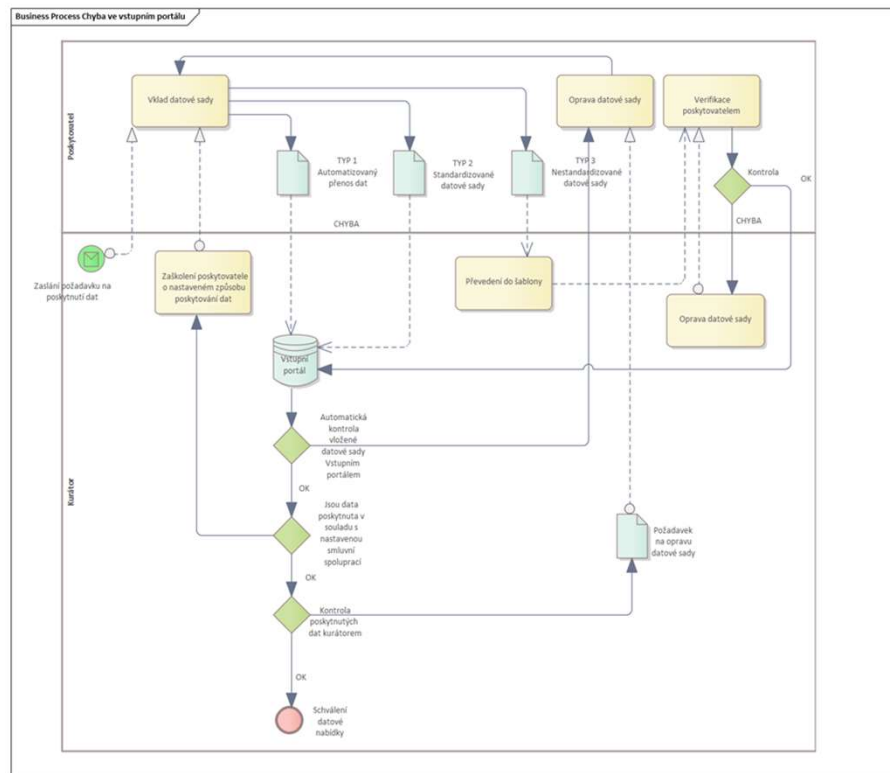 Business Process Chyba ve vstupním portálu
Poskytovatel
Vklad datové sady
Oprava datové sady
Verifikace
poskytovatelem
TYP 1
Automatizovaný
přenos dat
TYP 2
Standardizované
datové sady
TYP 3
Nestandardizované
datové sady
Kontrola
OK
CHYBA
CHYBA
Kurátor
Zaslání požadavku na
poskytnutí dat
Zaškolení poskytovatele
o nastaveném způsobu
poskytování dat
Převedení do šablony
Oprava datové sady
Vstupní
portál
Automatická
kontrola
vložené
datové sady
Vstupním
portálem
OK
Jsou data
poskytnuta v
souladu s
nastavenou
smluvní
spoluprací
Požadavek
na opravu
datové sady
OK
Kontrola
poskytnutých
dat kurátorem
OK
Schválení
datové
nabídky